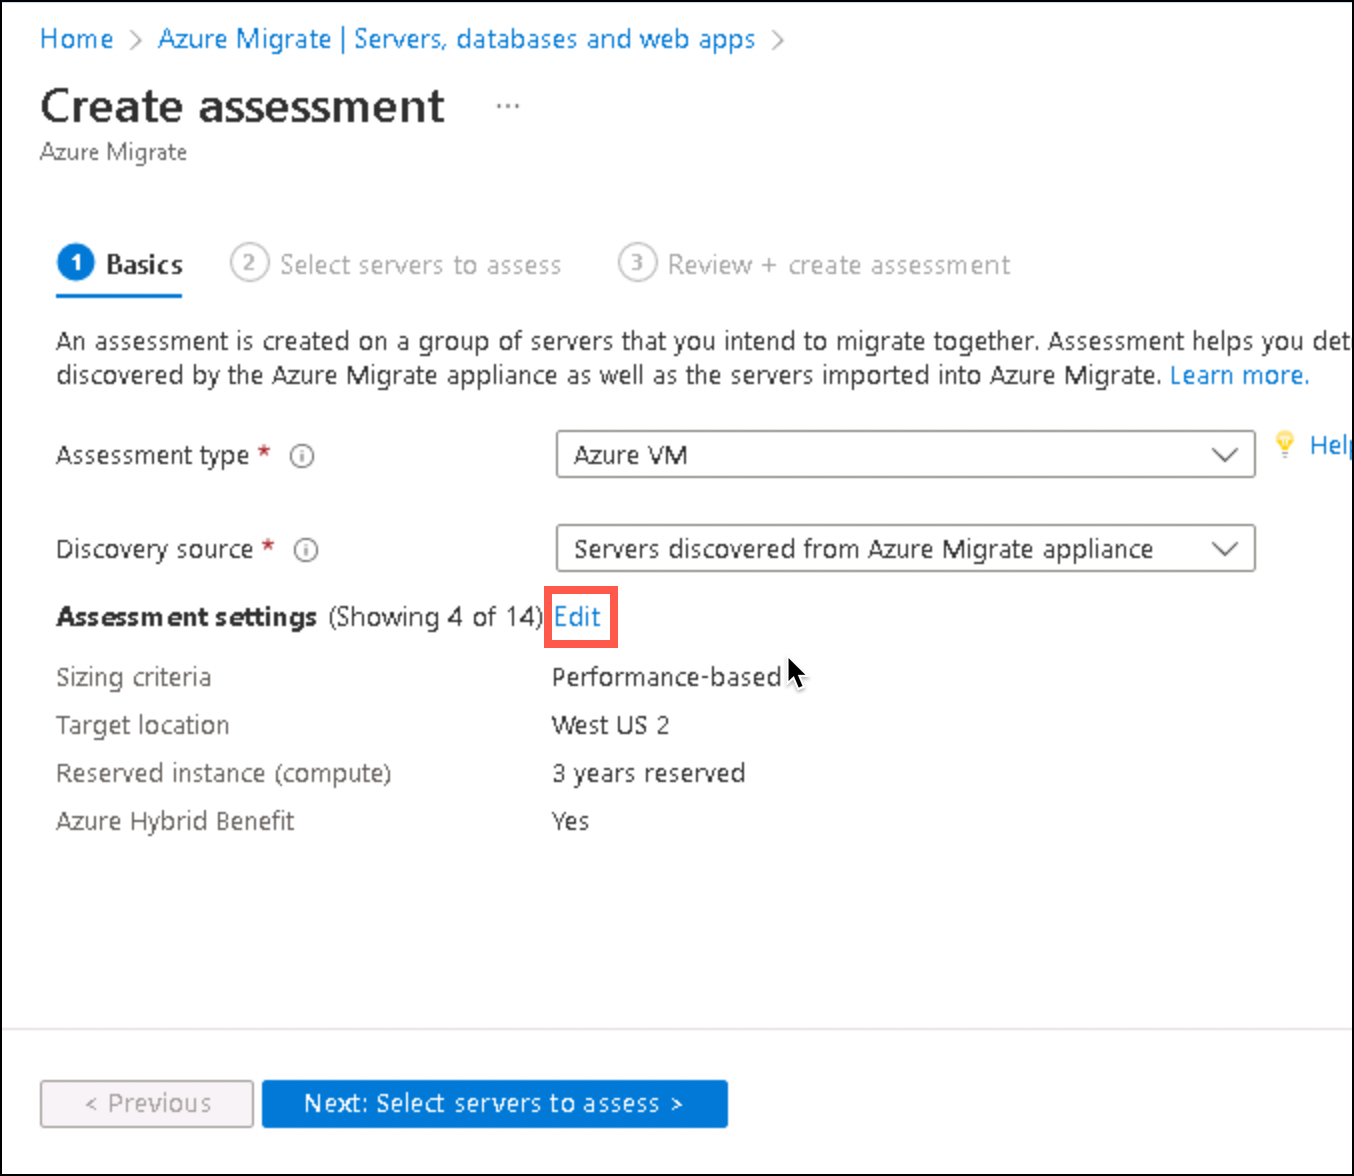 Home > Azure Migrate | Servers, databases and web apps >
Create assessment ...
Azure Migrate
1 Basics 2 Select servers to assess 3 Review + create assessment
An assessment is created on a group of servers that you intend to migrate together. Assessment helps you det
discovered by the Azure Migrate appliance as well as the servers imported into Azure Migrate. Learn more.
Assessment type * Azure VM Help
Discovery source * Servers discovered from Azure Migrate appliance
Assessment settings (Showing 4 of 14) Edit
Sizing criteria Performance-based
Target location West US 2
Reserved instance (compute) 3 years reserved
Azure Hybrid Benefit Yes
< Previous Next: Select servers to assess >